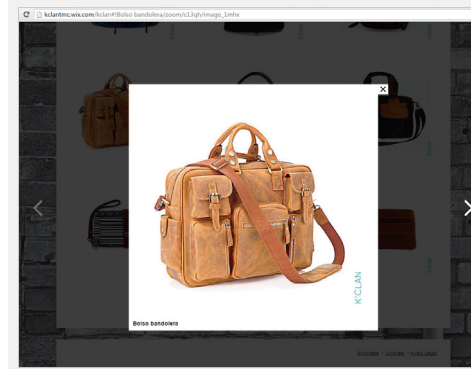 kclantmc.wix.com/kclan#!Bolso bandolera/zoom/c13qh/image_1mhx
K'CLAN
Bolso bandolera